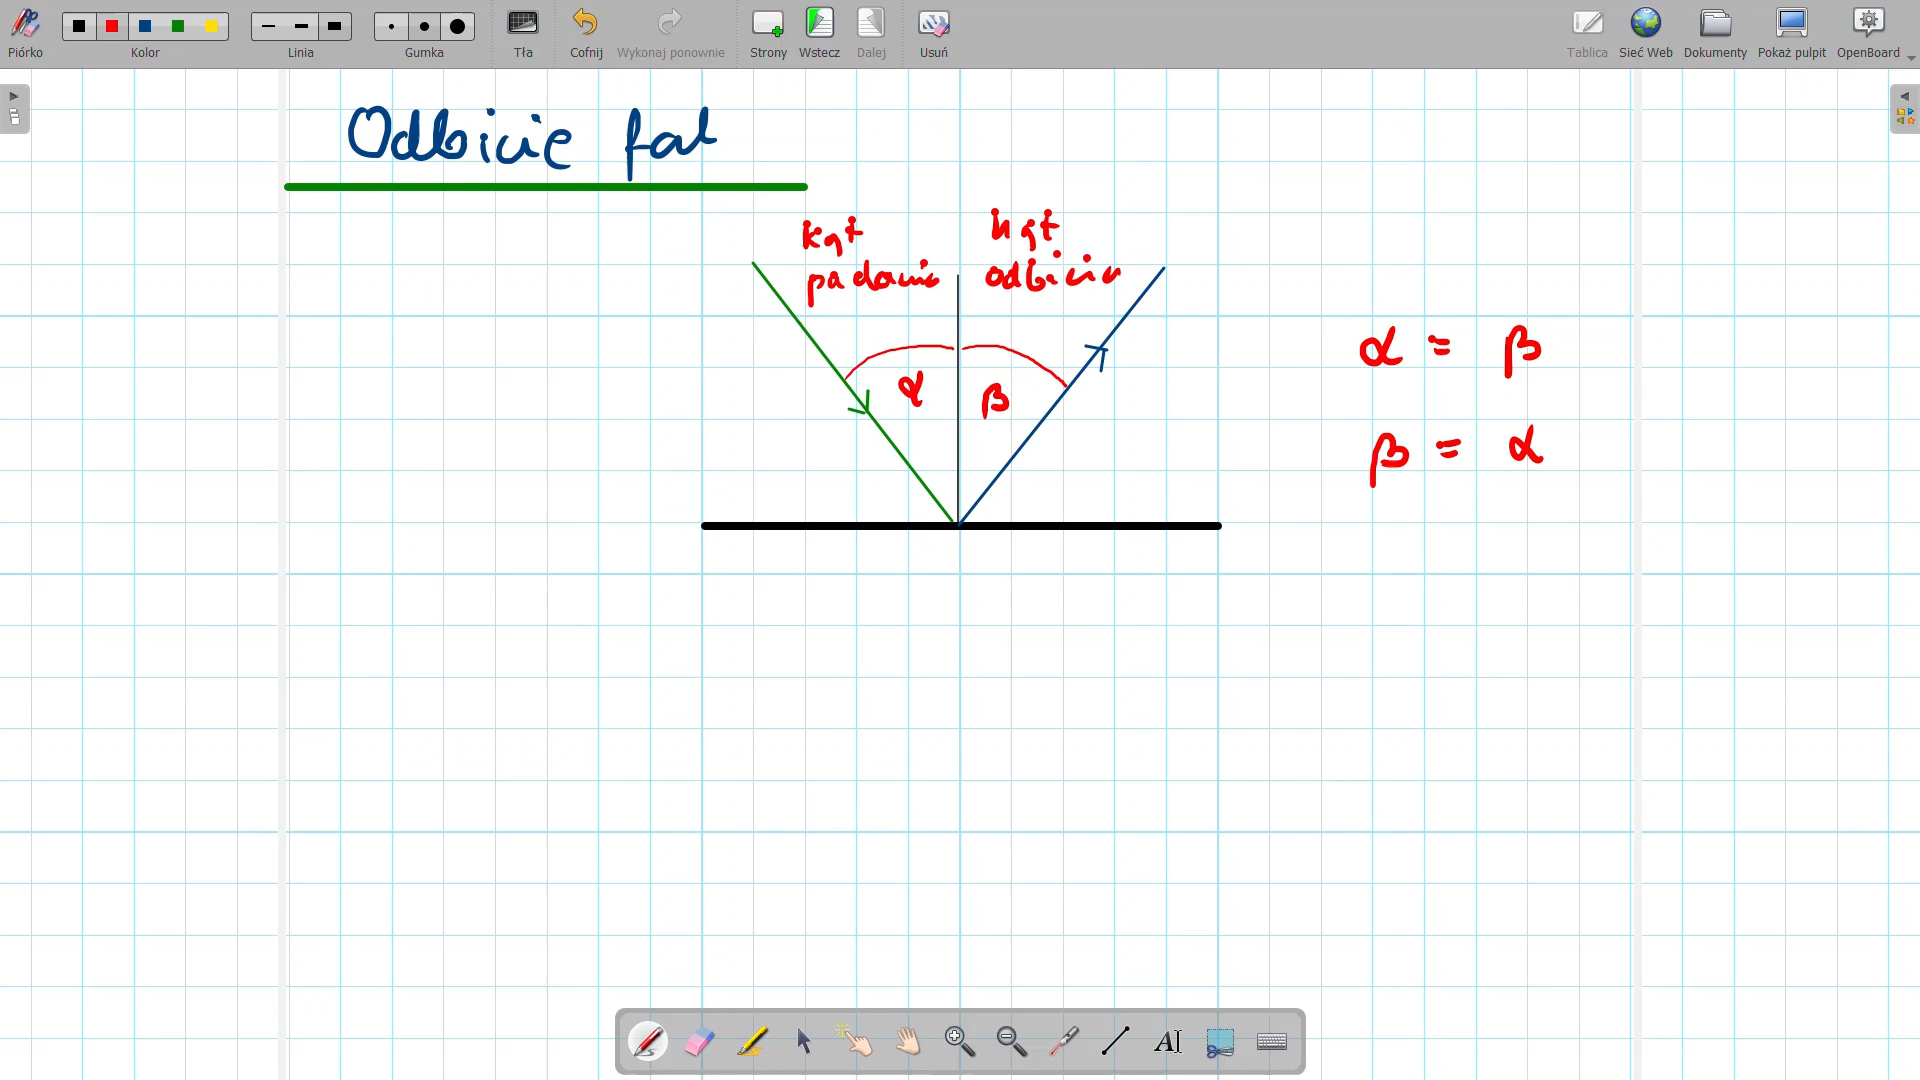 Piórko Kolor Linia Gumka Tła Cofnij Wykonaj ponownie Strony Wstecz Dalej Usuń Tablica Sieć Web Dokumenty Pokaż pulpit OpenBoard
Odbicie fal
kąt
padania
kąt
odbicia
α β
α = β
β = α